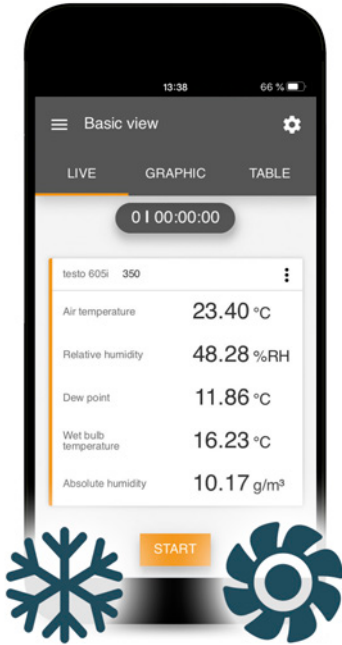 13:38 66 %
Basic view
LIVE GRAPHIC TABLE
0 I 00:00:00
testo 605i 350
Air temperature 23.40 °C
Relative humidity 48.28 %RH
Dew point 11.86 °C
Wet bulb
temperature 16.23 °C
Absolute humidity 10.17 g/m³
START